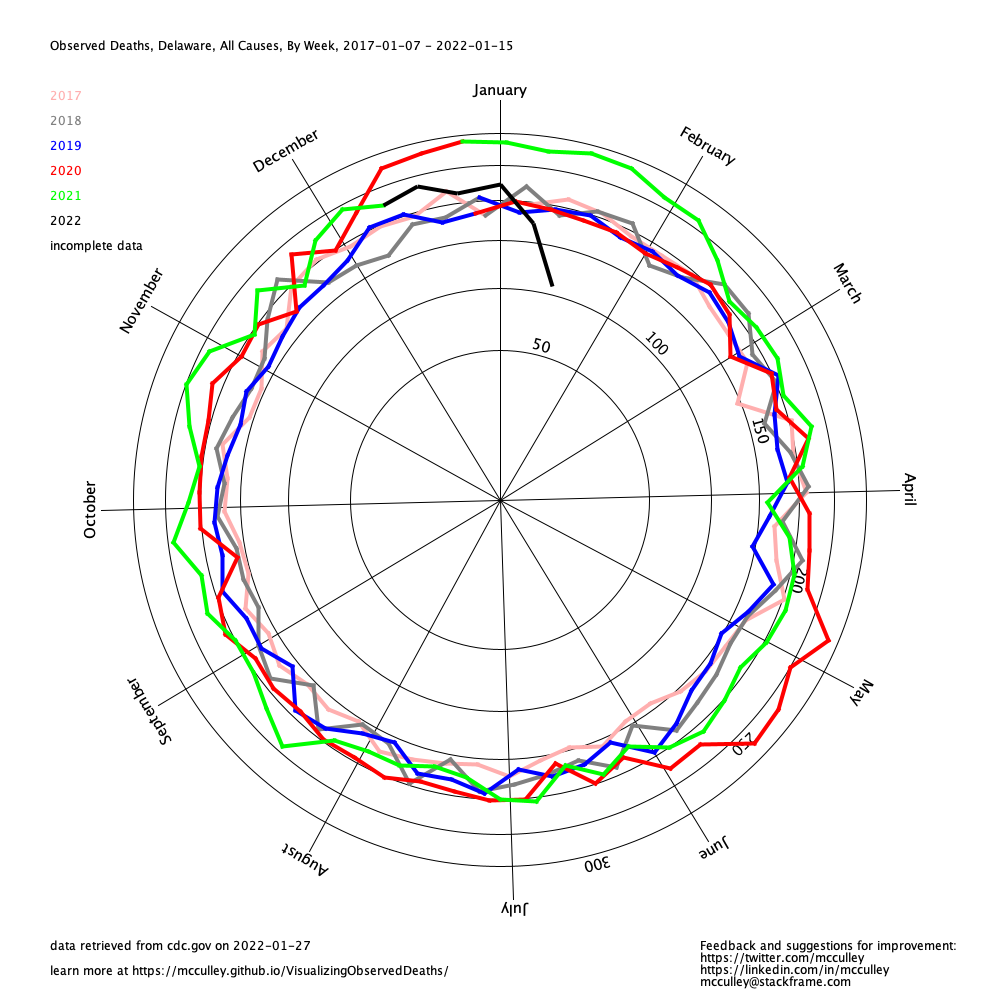 Observed Deaths, Delaware, All Causes, By Week, 2017-01-07 - 2022-01-15
January
2017
2018
2019
2020
2021
2022
incomplete data
December
February
November
March
50
100
150
October
April
200
September
May
250
August
June
300
July
data retrieved from cdc.gov on 2022-01-27
learn more at https://mcculley.github.io/VisualizingObservedDeaths/
Feedback and suggestions for improvement:
https://twitter.com/mcculley
https://linkedin.com/in/mcculley
mcculley@stackframe.com